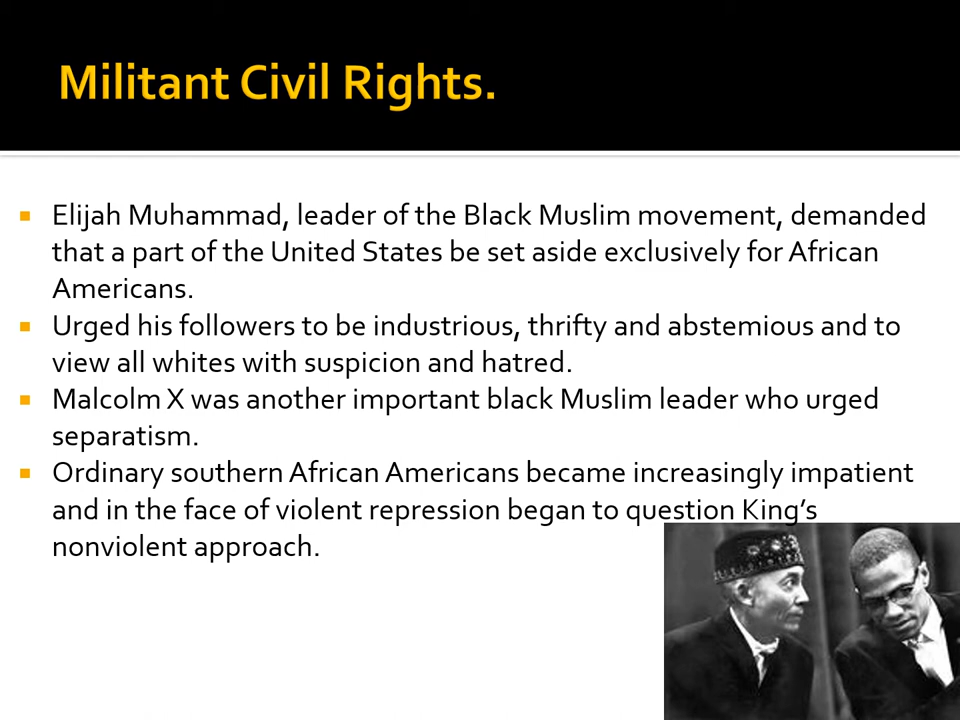 Militant Civil Rights.
Elijah Muhammad, leader of the Black Muslim movement, demanded
that a part of the United States be set aside exclusively for African
Americans.
Urged his followers to be industrious, thrifty and abstemious and to
view all whites with suspicion and hatred.
Malcolm X was another important black Muslim leader who urged
separatism.
Ordinary southern African Americans became increasingly impatient
and in the face of violent repression began to question King’s
nonviolent approach.